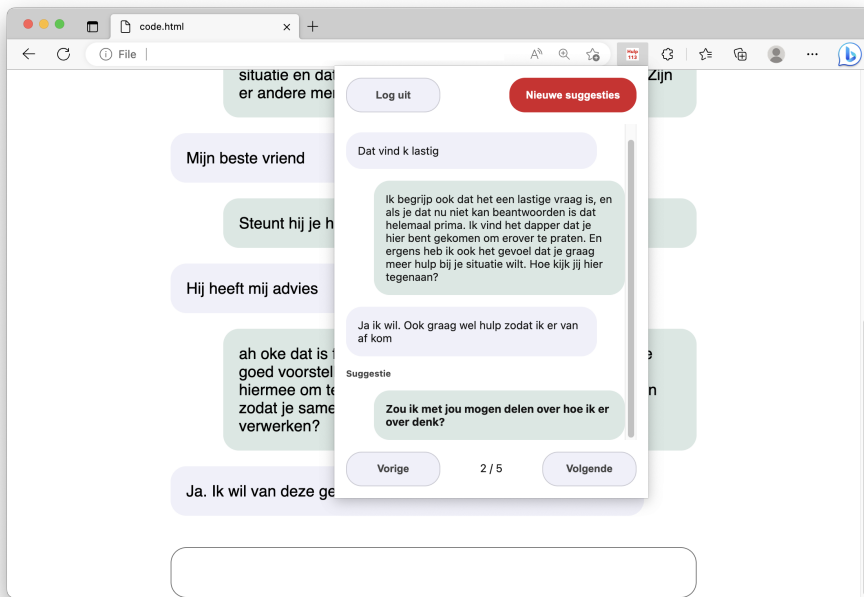 code.html
File
Help
113
situatie en dat
Zijn
er andere
Mijn beste vriend
Steunt hij je
Hij heeft mij advies
ah oke dat is
goed
hiermee om
zodat je same
verwerken?
Ja. Ik wil van deze
Log uit
Nieuwe suggesties
Dat vind k lastig
Ik begrijp ook dat het een lastige vraag is, en
als je dat nu niet kan beantwoorden is dat
helemaal prima. Ik vind het dapper dat je
hier bent gekomen om erover te praten. En
ergens heb ik ook het gevoel dat je graag
meer hulp bij je situatie wilt. Hoe kijk jij hier
tegenaan?
Ja ik wil. Ook graag wel hulp zodat ik er van
af kom
Suggestie
Zou ik met jou mogen delen over hoe ik er
over denk?
Vorige
2 / 5
Volgende